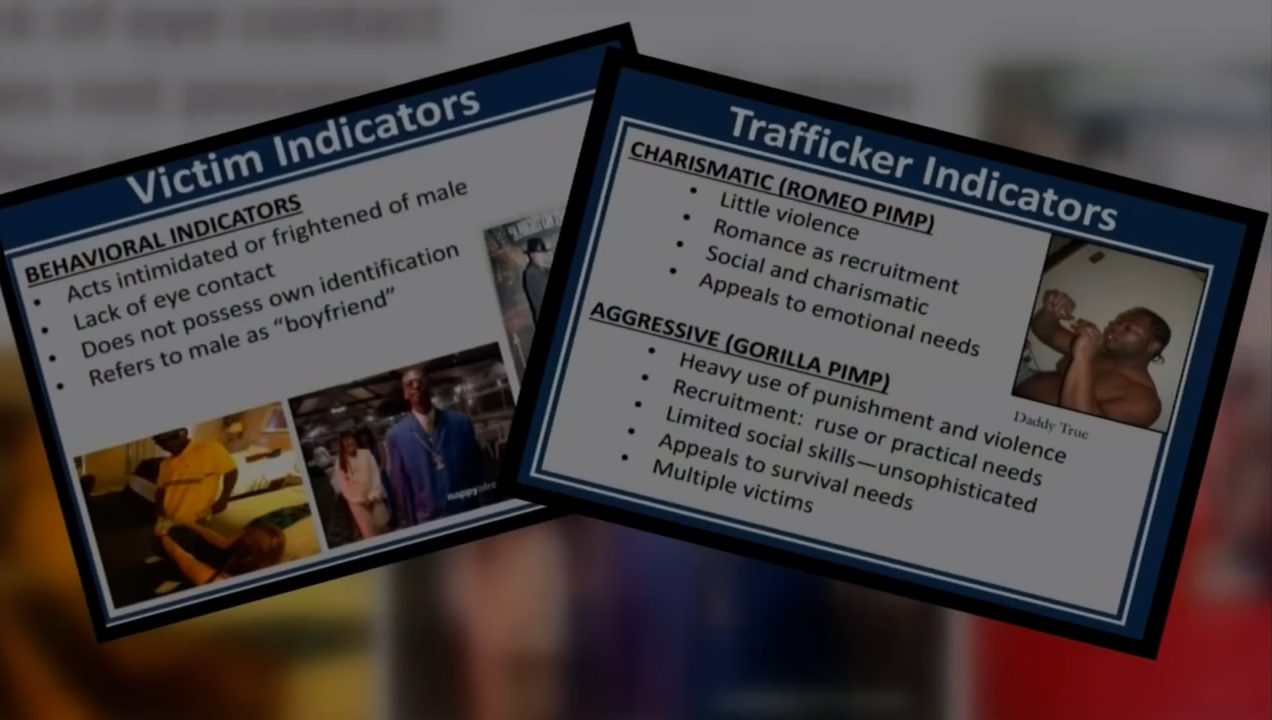 Victim Indicators
BEHAVIORAL INDICATORS
• Acts intimidated or frightened of male
• Lack of eye contact
• Does not possess own identification
• Refers to male as “boyfriend”
nappy
Trafficker Indicators
CHARISMATIC (ROMEO PIMP)
• Little violence
• Romance as recruitment
• Social and charismatic
• Appeals to emotional needs
AGGRESSIVE (GORILLA PIMP)
• Heavy use of punishment and violence
• Recruitment: ruse or practical needs
• Limited social skills—unsophisticated
• Appeals to survival needs
• Multiple victims
Daddy True